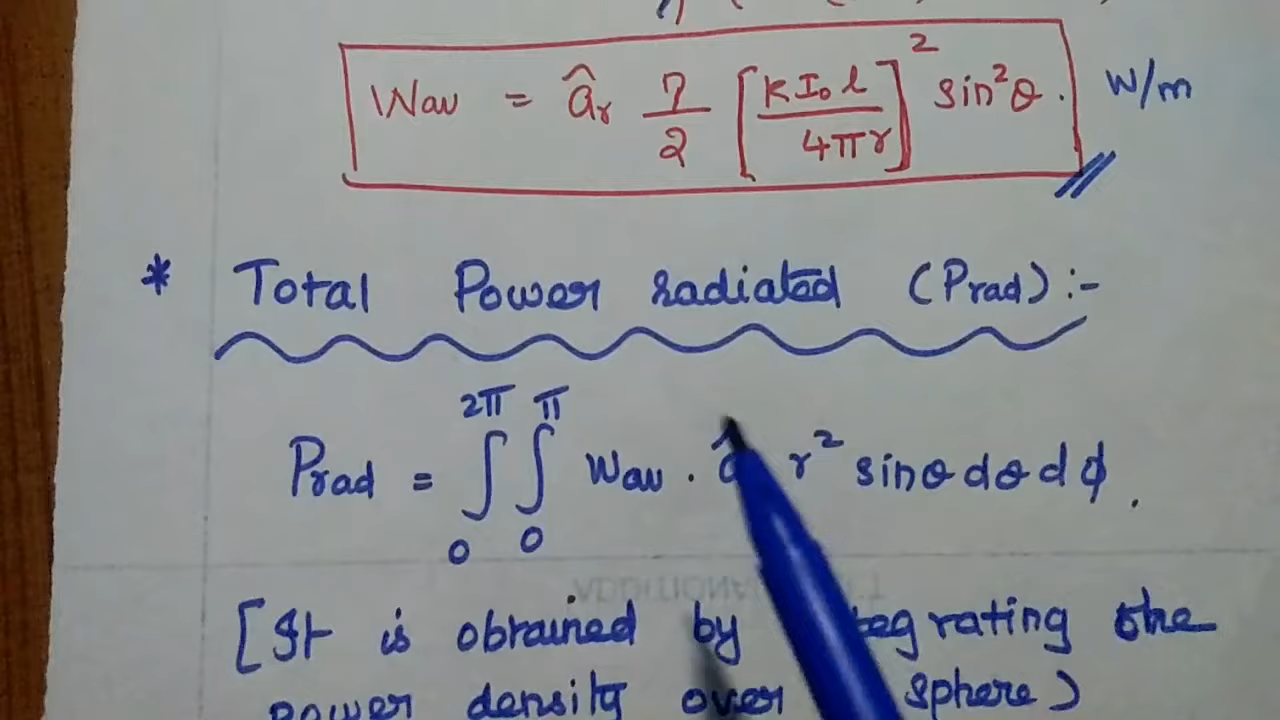 Wav = âr η/2 [kI₀l/4πr]² sin²θ. W/m
* Total Power radiated (Prad) :-
Prad = ∫₀^2π ∫₀^π Wav . r² sinθ dθ dϕ.
[It is obtained by the
power density over sphere)